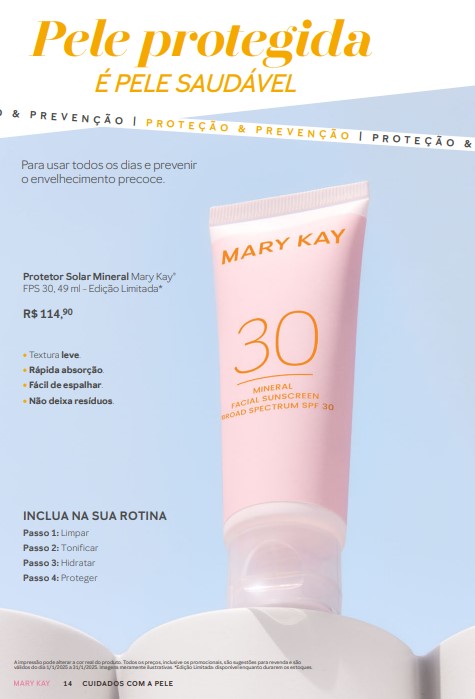 Pele protegida
É PELE SAUDÁVEL
O & PREVENÇÃO | PROTEÇÃO & PREVENÇÃO | PROTEÇÃO &
Para usar todos os dias e prevenir
o envelhecimento precoce.
MARY KAY
30
MINERAL
FACIAL SUNSCREEN
BROAD SPECTRUM SPF 30
Protetor Solar Mineral Mary Kay®
FPS 30, 49 ml – Edição Limitada*
R$ 114,90
• Textura leve.
• Rápida absorção.
• Fácil de espalhar.
• Não deixa resíduos.
INCLUA NA SUA ROTINA
Passo 1: Limpar
Passo 2: Tonificar
Passo 3: Hidratar
Passo 4: Proteger
A impressão pode alterar a cor real do produto. Todos os preços, inclusive os promocionais, são sugestões para revenda e são
válidos do dia 1/1/2025 a 31/1/2025. Imagens meramente ilustrativas. *Edição Limitada: disponível enquanto durarem os estoques.
MARY KAY 14 CUIDADOS COM A PELE